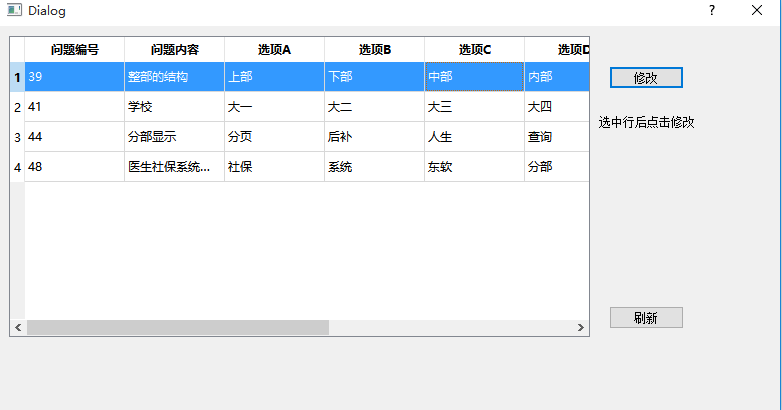 Dialog
问题编号 问题内容 选项A 选项B 选项C 选项D
1 39 整部的结构 上部 下部 中部 内部
2 41 学校 大一 大二 大三 大四
3 44 分部显示 分页 后补 人生 查询
4 48 医生社保系统... 社保 系统 东软 分部
修改
选中行后点击修改
刷新